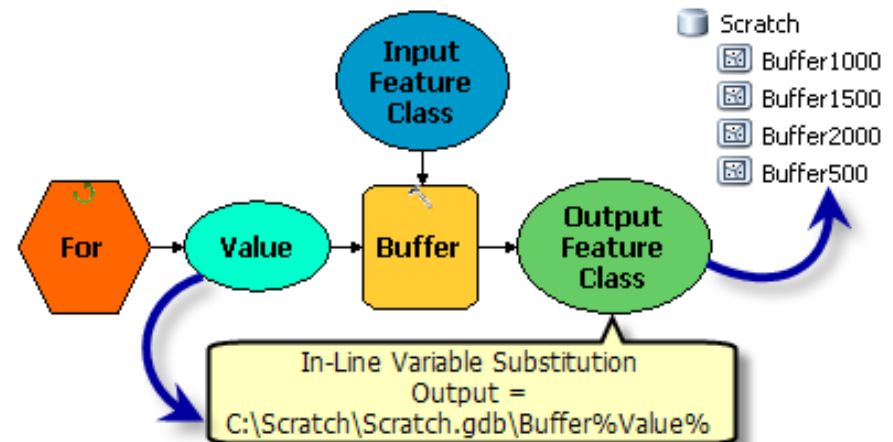 Input
Feature
Class
Scratch
Buffer1000
Buffer1500
Buffer2000
Buffer500
For
Value
Buffer
Output
Feature
Class
In-Line Variable Substitution
Output =
C:\Scratch\Scratch.gdb\Buffer%Value%